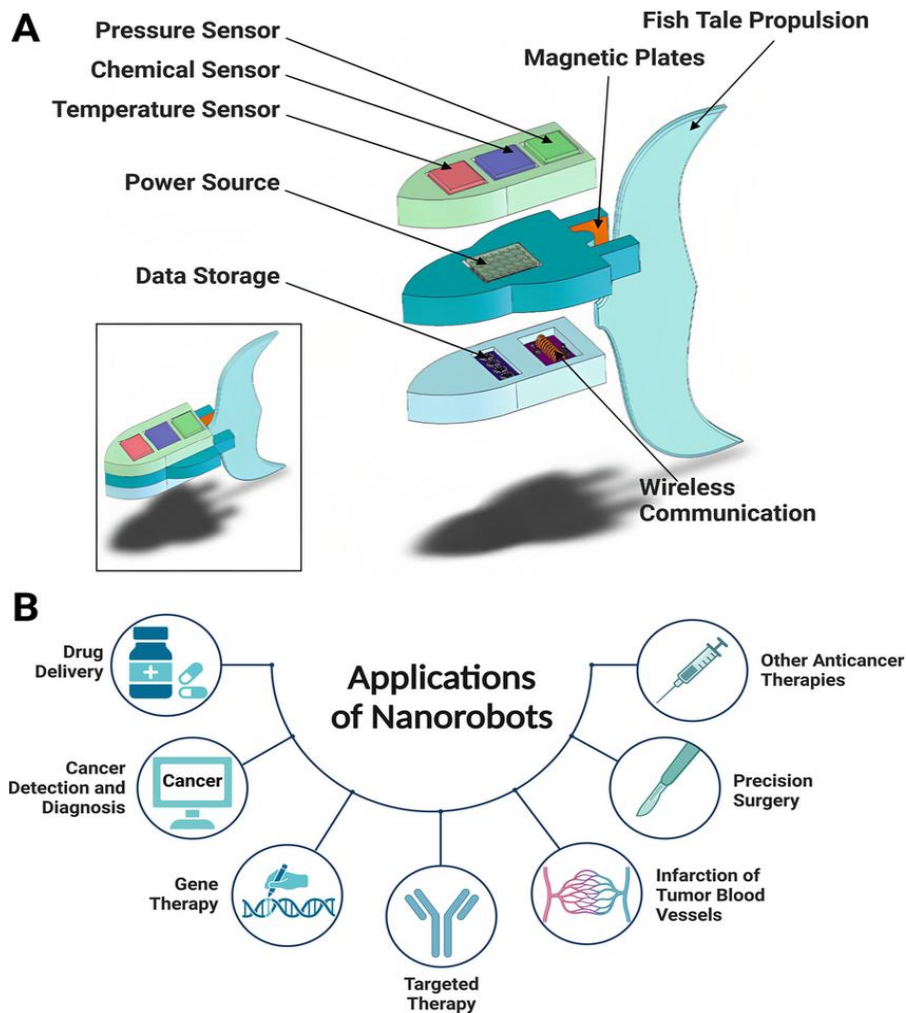 A
Pressure Sensor
Chemical Sensor
Temperature Sensor
Power Source
Data Storage
Fish Tale Propulsion
Magnetic Plates
Wireless
Communication
B
Applications
of Nanorobots
Drug
Delivery
Cancer
Detection and
Diagnosis
Cancer
Gene
Therapy
Targeted
Therapy
Infarction of
Tumor Blood
Vessels
Precision
Surgery
Other Anticancer
Therapies